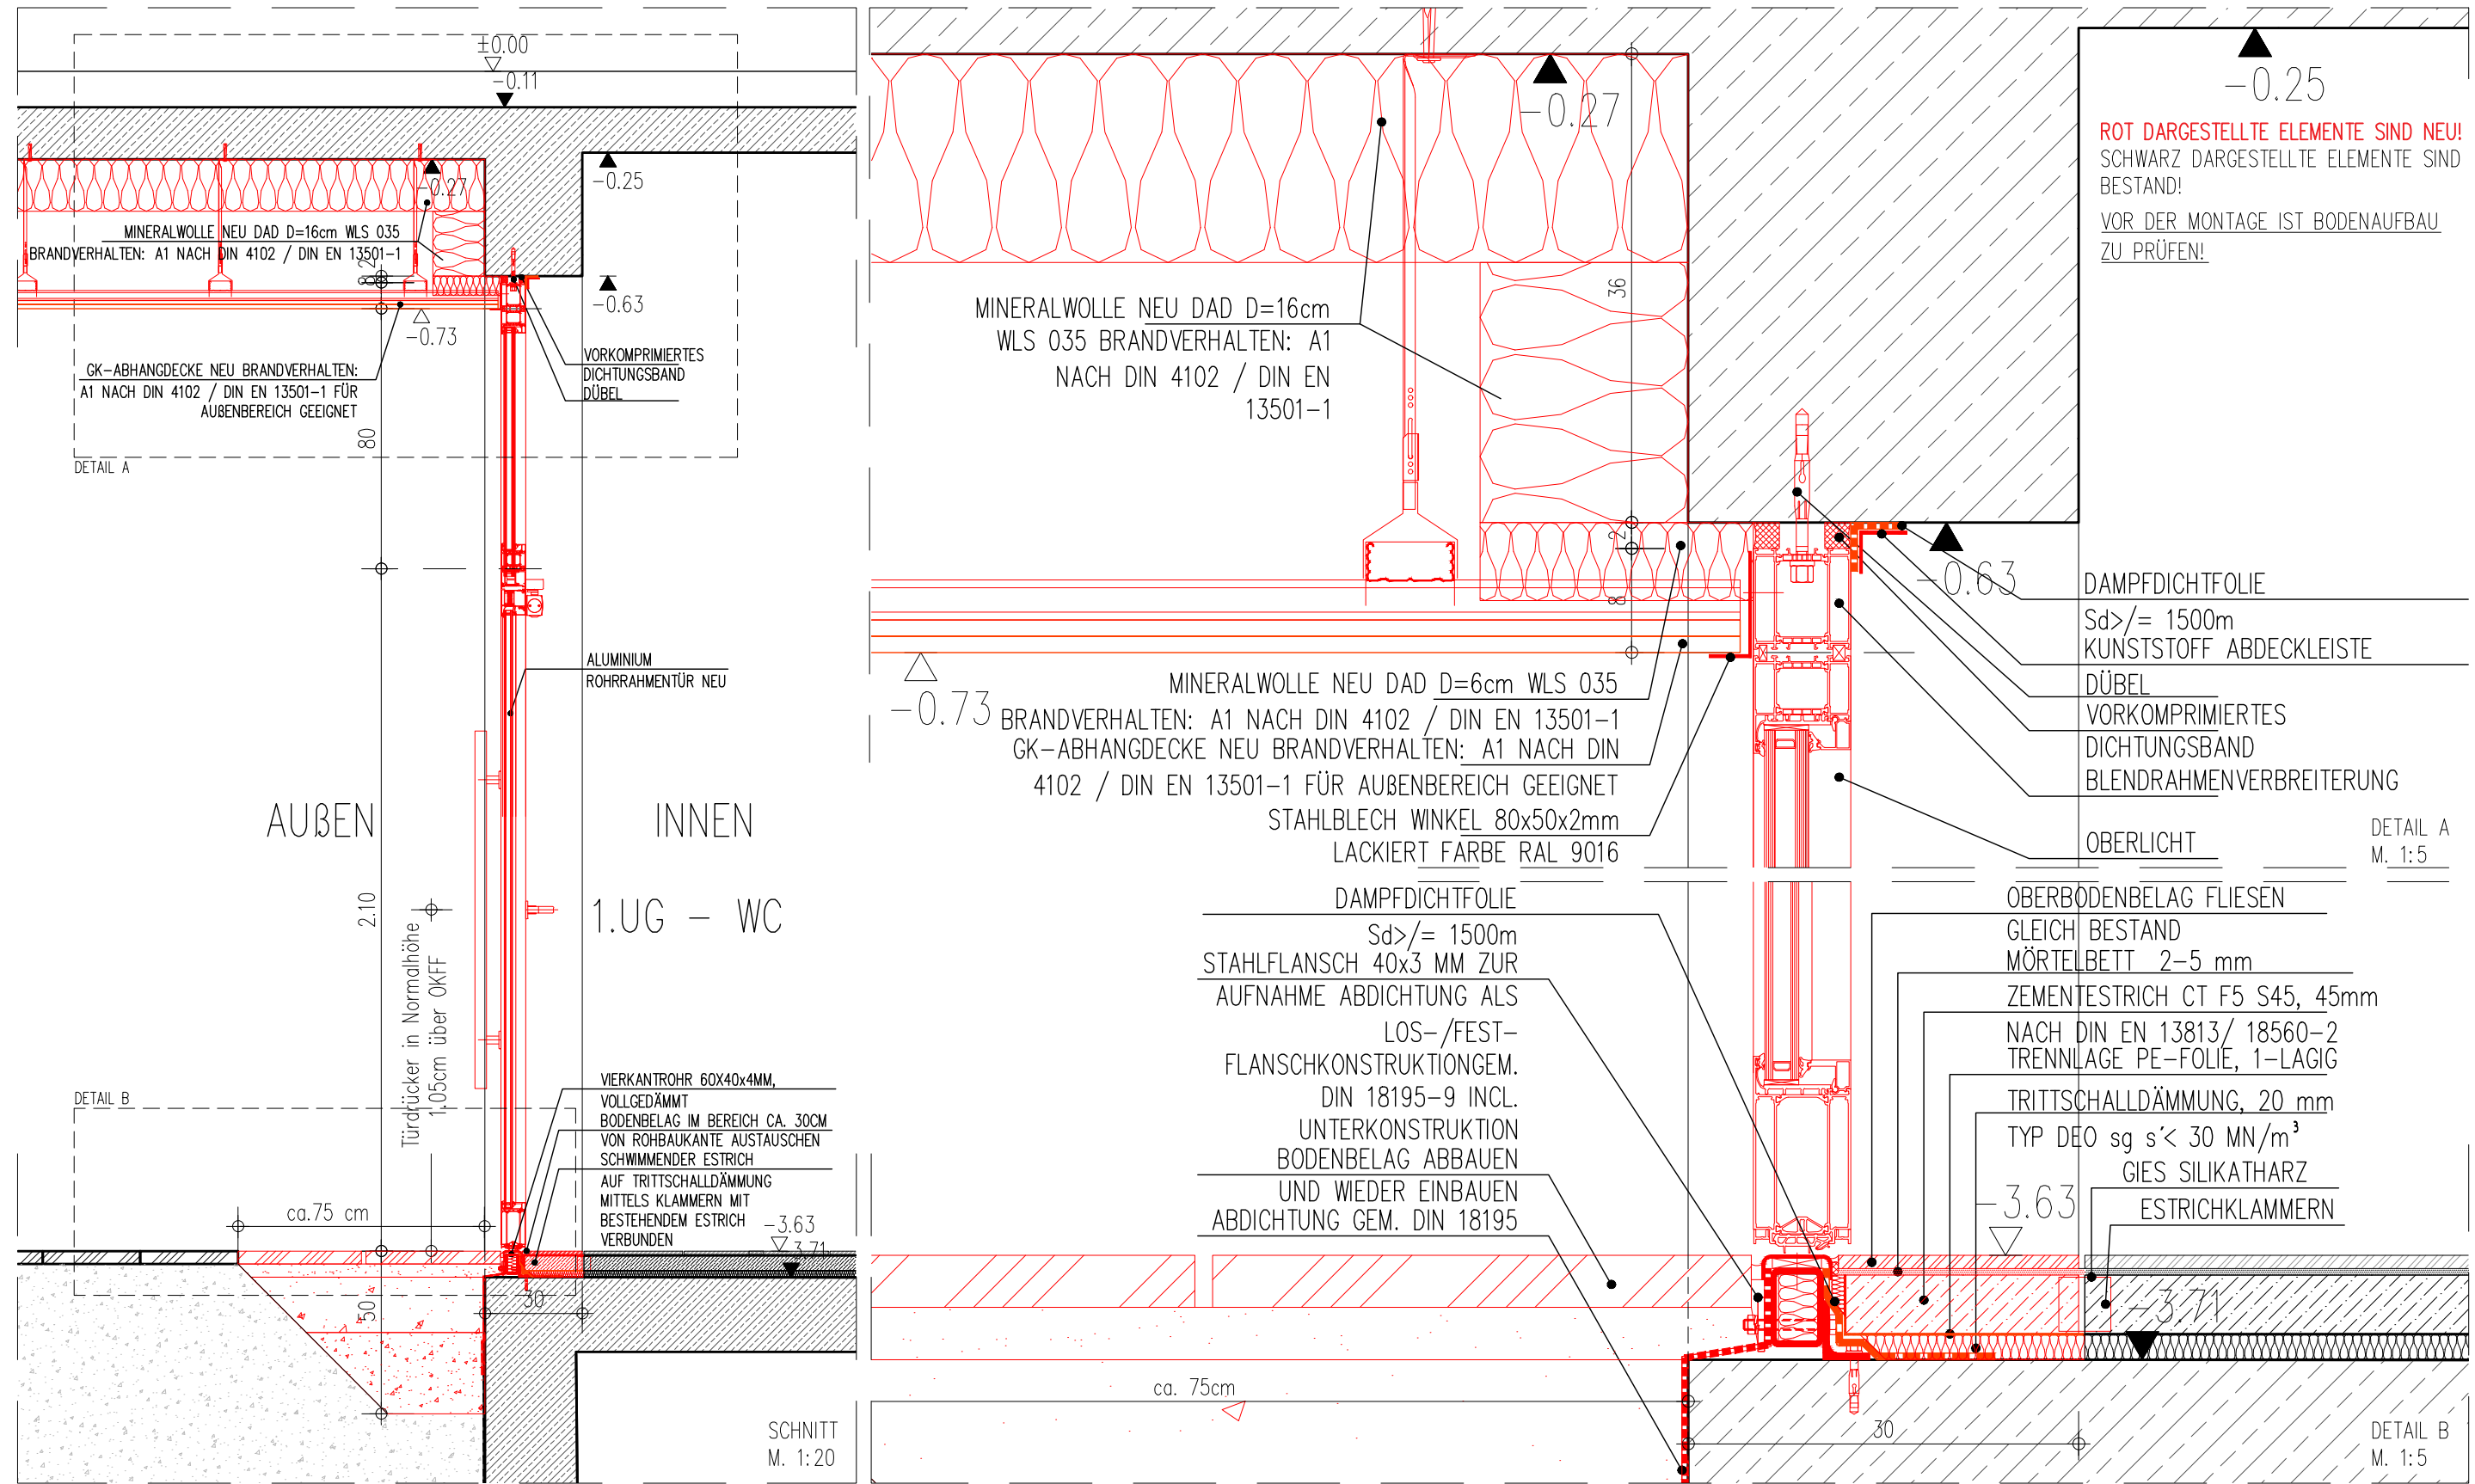 ±0.00
-0.11
-0.27
-0.25
MINERALWOLLE NEU DAD D=16cm WLS 035
BRANDVERHALTEN: A1 NACH DIN 4102 / DIN EN 13501-1
2
8
-0.63
-0.73
GK-ABHANGDECKE NEU BRANDVERHALTEN:
A1 NACH DIN 4102 / DIN EN 13501-1 FÜR
AUßENBEREICH GEEIGNET
VORKOMPRIMIERTES
DICHTUNGSBAND
DÜBEL
80
DETAIL A
ALUMINIUM
ROHRRAHMENTÜR NEU
AUßEN
INNEN
2.10
1.UG - WC
Türdrücker in Normalhöhe
1.05cm über OKFF
DETAIL B
VIERKANTROHR 60X40x4MM,
VOLLGEDÄMMT
BODENBELAG IM BEREICH CA. 30CM
VON ROHBAUKANTE AUSTAUSCHEN
SCHWIMMENDER ESTRICH
AUF TRITTSCHALLDÄMMUNG
MITTELS KLAMMERN MIT
BESTEHENDEM ESTRICH
VERBUNDEN
ca.75 cm
-3.63
-3.71
50
30
SCHNITT
M. 1:20
-0.27
-0.25
ROT DARGESTELLTE ELEMENTE SIND NEU!
SCHWARZ DARGESTELLTE ELEMENTE SIND
BESTAND!
VOR DER MONTAGE IST BODENAUFBAU
ZU PRÜFEN!
36
MINERALWOLLE NEU DAD D=16cm
WLS 035 BRANDVERHALTEN: A1
NACH DIN 4102 / DIN EN
13501-1
2
8
-0.63
-0.73
MINERALWOLLE NEU DAD D=6cm WLS 035
BRANDVERHALTEN: A1 NACH DIN 4102 / DIN EN 13501-1
GK-ABHANGDECKE NEU BRANDVERHALTEN: A1 NACH DIN
4102 / DIN EN 13501-1 FÜR AUßENBEREICH GEEIGNET
STAHLBLECH WINKEL 80x50x2mm
LACKIERT FARBE RAL 9016
DAMPFDICHTFOLIE
Sd>/= 1500m
KUNSTSTOFF ABDECKLEISTE
DÜBEL
VORKOMPRIMIERTES
DICHTUNGSBAND
BLENDRAHMENVERBREITERUNG
OBERLICHT
DETAIL A
M. 1:5
DAMPFDICHTFOLIE
Sd>/= 1500m
STAHLFLANSCH 40x3 MM ZUR
AUFNAHME ABDICHTUNG ALS
LOS-/FEST-
FLANSCHKONSTRUKTIONGEM.
DIN 18195-9 INCL.
UNTERKONSTRUKTION
BODENBELAG ABBAUEN
UND WIEDER EINBAUEN
ABDICHTUNG GEM. DIN 18195
OBERBODENBELAG FLIESEN
GLEICH BESTAND
MÖRTELBETT 2-5 mm
ZEMENTESTRICH CT F5 S45, 45mm
NACH DIN EN 13813/ 18560-2
TRENNLAGE PE-FOLIE, 1-LAGIG
TRITTSCHALLDÄMMUNG, 20 mm
TYP DEO sg s´< 30 MN/m³
GIES SILIKATHARZ
ESTRICHKLAMMERN
-3.63
-3.71
ca. 75cm
30
DETAIL B
M. 1:5